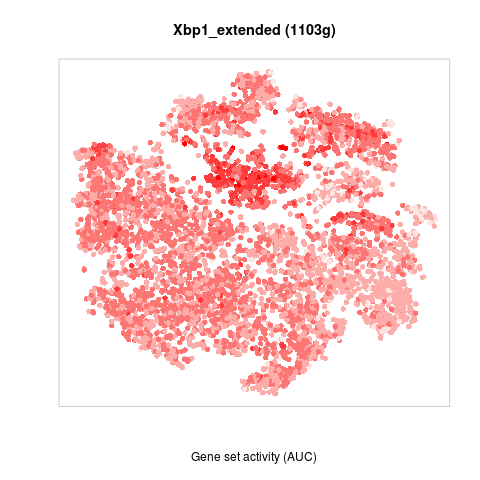 Xbp1_extended (1103g)
Gene set activity (AUC)